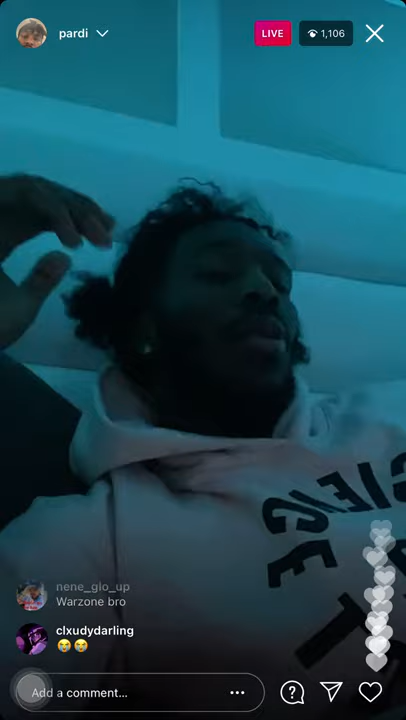 pardi
LIVE
1,106
nene_glo_up
Warzone bro
clxudydarling
😭😭
Add a comment...